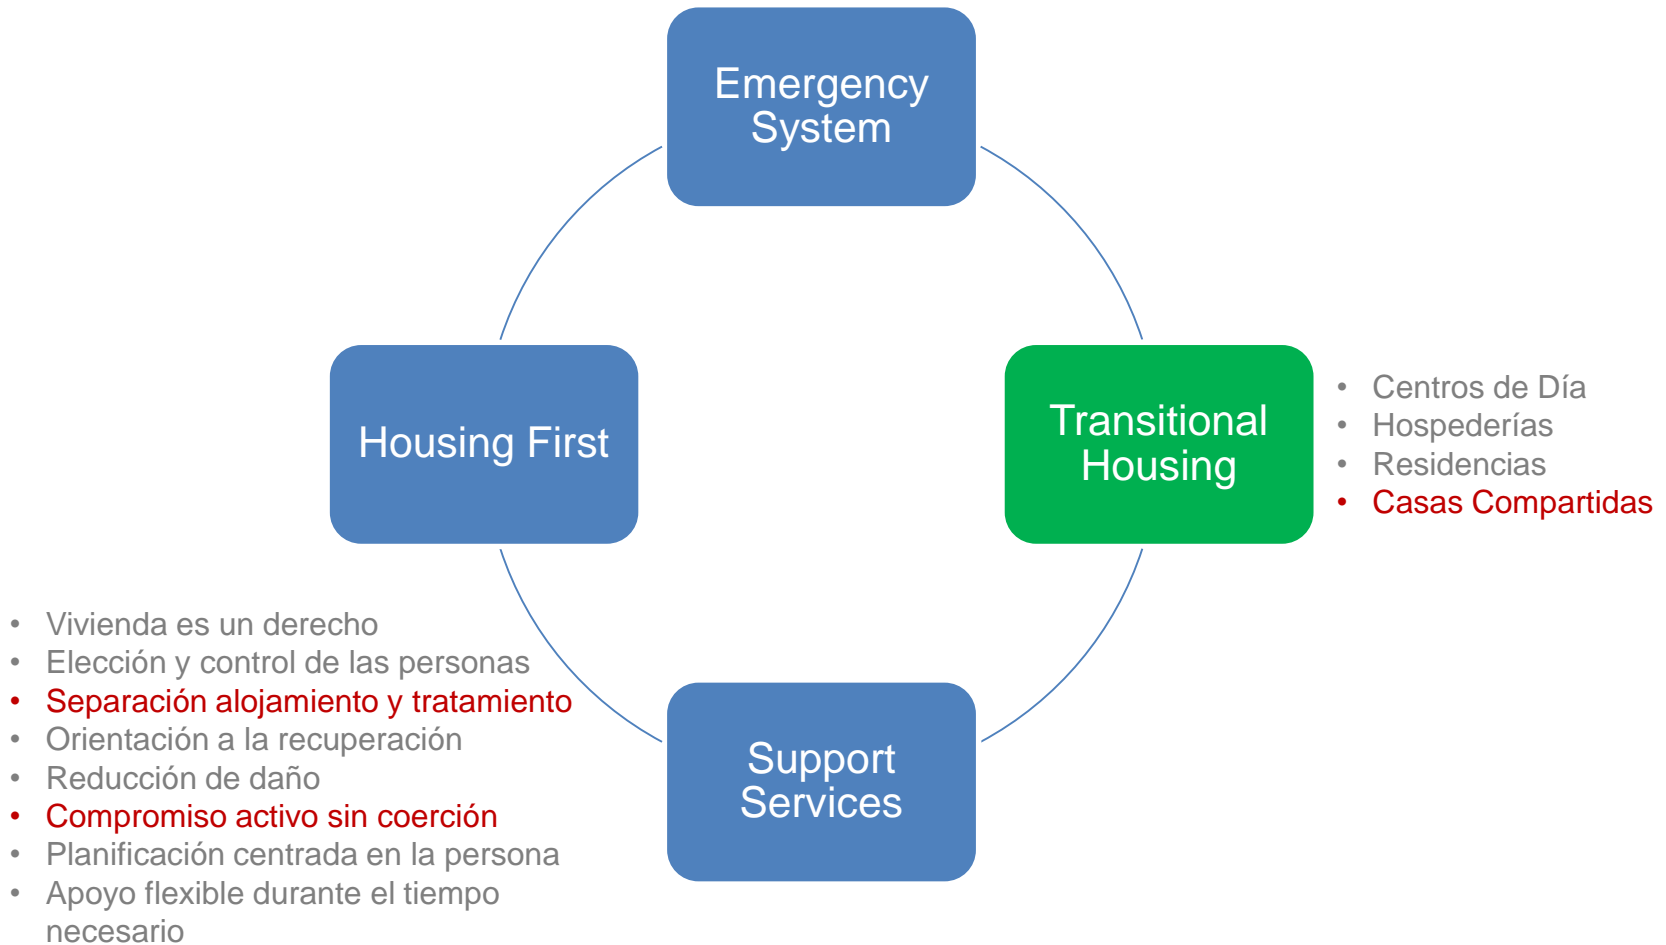 Emergency
System
Housing First
Transitional
Housing
• Centros de Día
• Hospederías
• Residencias
• Casas Compartidas
• Vivienda es un derecho
• Elección y control de las personas
• Separación alojamiento y tratamiento
• Orientación a la recuperación
• Reducción de daño
• Compromiso activo sin coerción
• Planificación centrada en la persona
• Apoyo flexible durante el tiempo
necesario
Support
Services